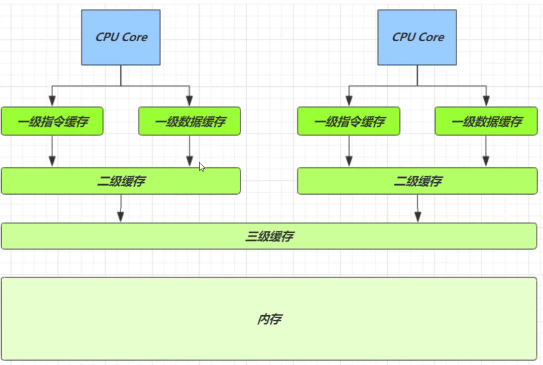 CPU Core
CPU Core
一级指令缓存
一级数据缓存
一级指令缓存
一级数据缓存
二级缓存
二级缓存
三级缓存
内存